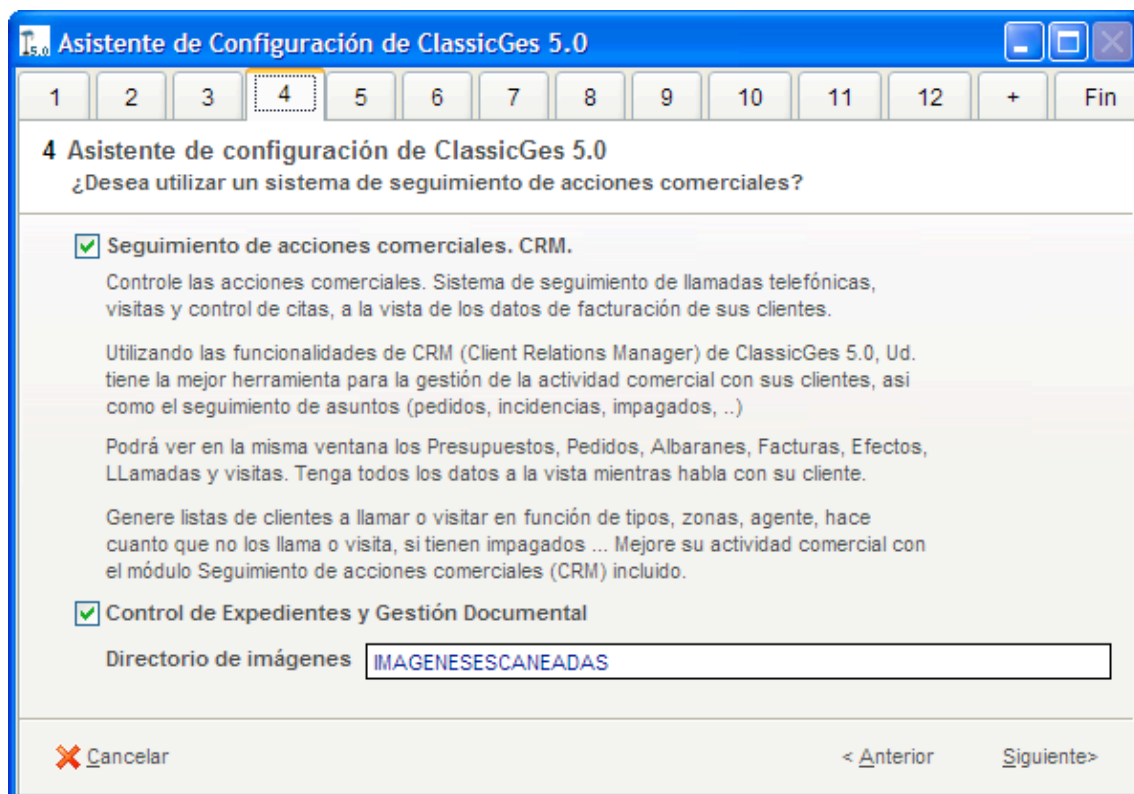 5.0 Asistente de Configuración de ClassicGes 5.0
1 2 3 4 5 6 7 8 9 10 11 12 + Fin
4 Asistente de configuración de ClassicGes 5.0
¿Desea utilizar un sistema de seguimiento de acciones comerciales?
Seguimiento de acciones comerciales. CRM.
Controle las acciones comerciales. Sistema de seguimiento de llamadas telefónicas,
visitas y control de citas, a la vista de los datos de facturación de sus clientes.
Utilizando las funcionalidades de CRM (Client Relations Manager) de ClassicGes 5.0, Ud.
tiene la mejor herramienta para la gestión de la actividad comercial con sus clientes, asi
como el seguimiento de asuntos (pedidos, incidencias, impagados, ..)
Podrá ver en la misma ventana los Presupuestos, Pedidos, Albaranes, Facturas, Efectos,
LLamadas y visitas. Tenga todos los datos a la vista mientras habla con su cliente.
Genere listas de clientes a llamar o visitar en función de tipos, zonas, agente, hace
cuanto que no los llama o visita, si tienen impagados ... Mejore su actividad comercial con
el módulo Seguimiento de acciones comerciales (CRM) incluido.
Control de Expedientes y Gestión Documental
Directorio de imágenes IMAGENESESCANEADAS
Cancelar < Anterior Siguiente>